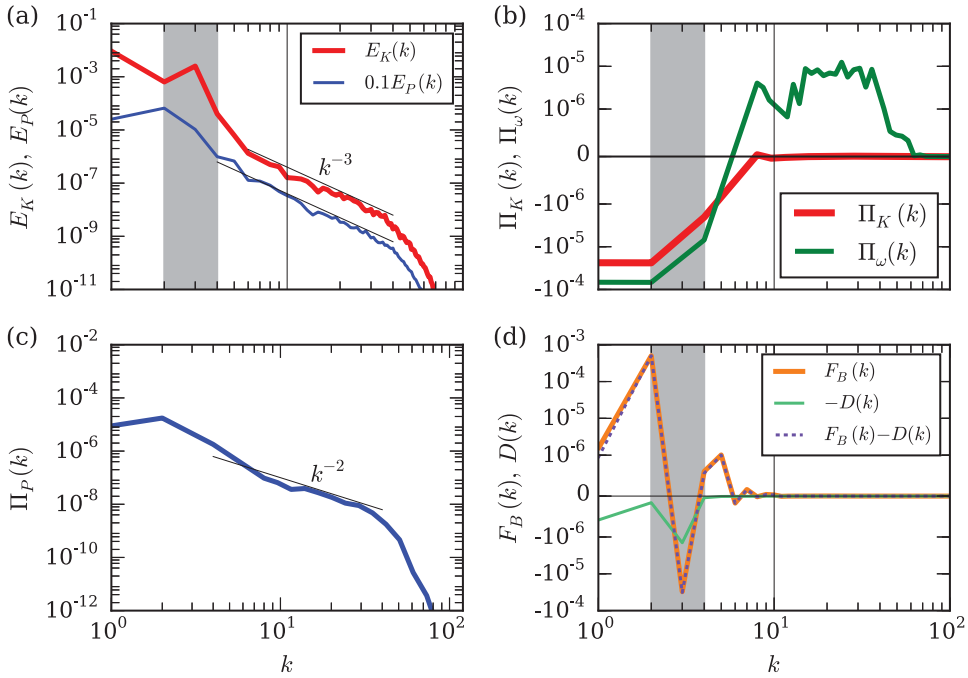 (a)
10^{-1}
10^{-3}
10^{-5}
10^{-7}
10^{-9}
10^{-11}
E_K(k), E_P(k)
E_K(k)
0.1E_P(k)
k^{-3}
(b)
10^{-5}
10^{-6}
0
-10^{-6}
-10^{-5}
-10^{-4}
Π_K(k), Π_ω(k)
Π_K(k)
Π_ω(k)
(c)
10^{-2}
10^{-4}
10^{-6}
10^{-8}
10^{-10}
10^{-12}
Π_P(k)
k^{-2}
10^0
10^1
10^2
k
(d)
10^{-3}
10^{-4}
10^{-5}
10^{-6}
0
-10^{-6}
-10^{-5}
-10^{-4}
F_B(k), D(k)
F_B(k)
-D(k)
F_B(k)-D(k)
10^0
10^1
10^2
k